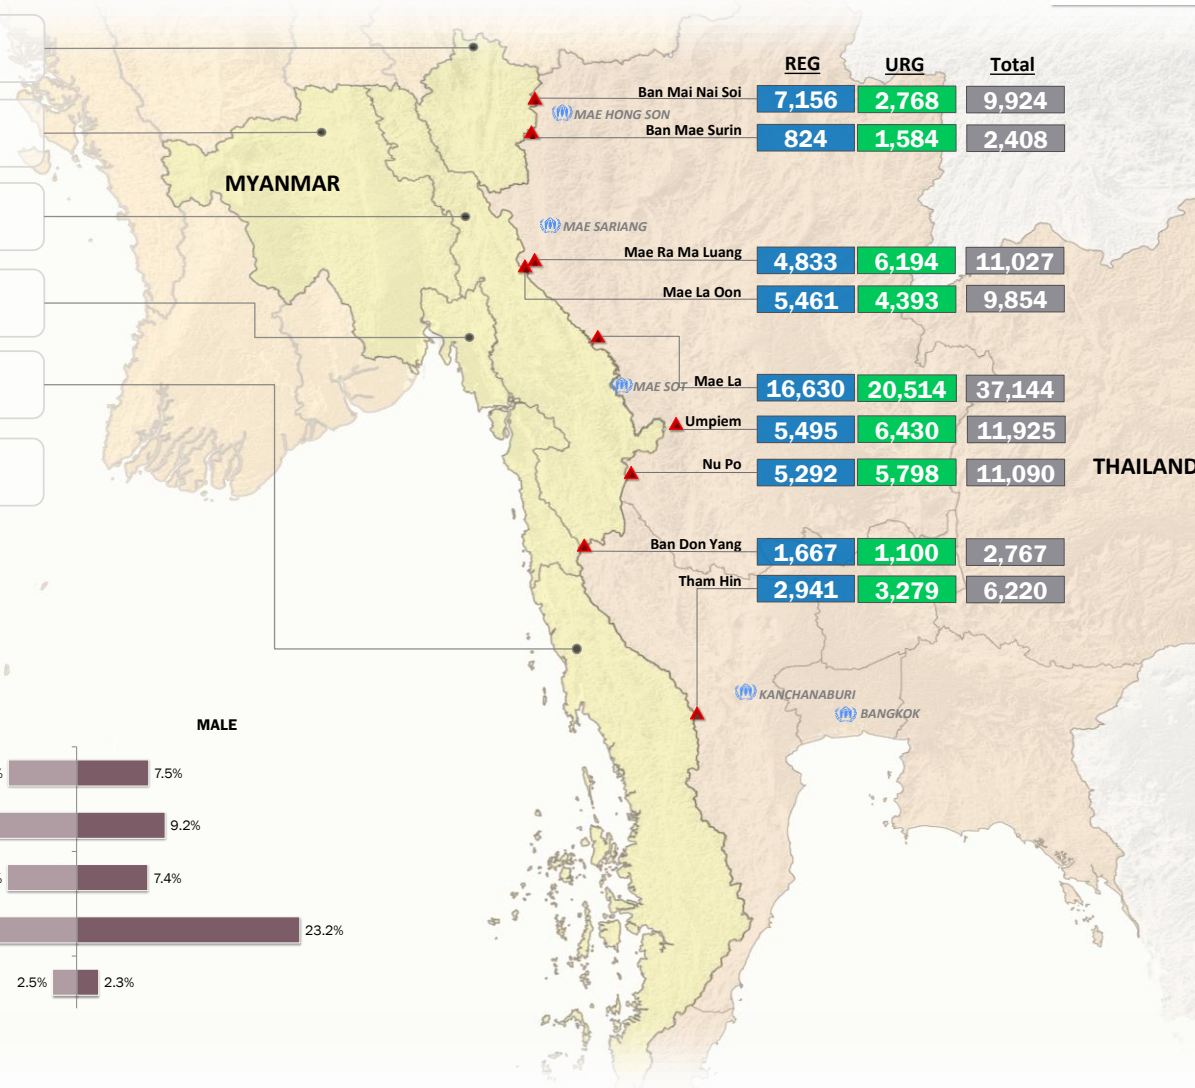 REG URG Total
Ban Mai Nai Soi 7,156 2,768 9,924
MAE HONG SON
Ban Mae Surin 824 1,584 2,408
MYANMAR
MAE SARIANG
Mae Ra Ma Luang 4,833 6,194 11,027
Mae La Oon 5,461 4,393 9,854
MAE SOT
Mae La 16,630 20,514 37,144
Umpiem 5,495 6,430 11,925
Nu Po 5,292 5,798 11,090
THAILAND
Ban Don Yang 1,667 1,100 2,767
Tham Hin 2,941 3,279 6,220
KANCHANABURI
BANGKOK
MALE
7.5%
9.2%
7.4%
23.2%
2.5% 2.3%